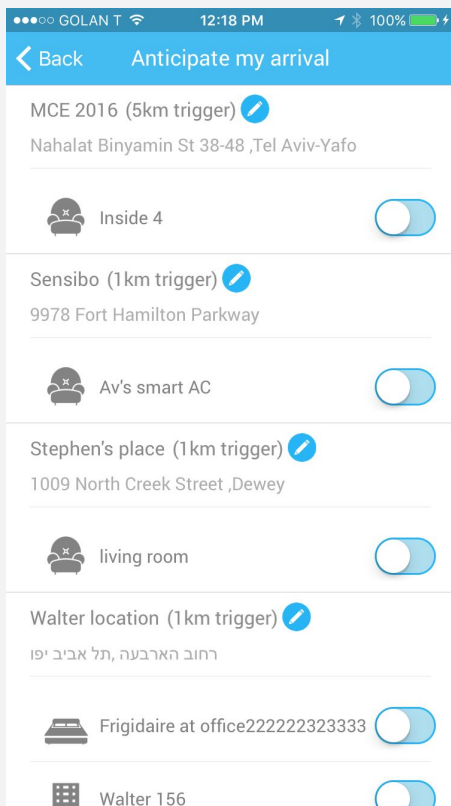 GOLAN T 12:18 PM 100%
Back Anticipate my arrival
MCE 2016 (5km trigger)
Nahalat Binyamin St 38-48 ,Tel Aviv-Yafo
Inside 4
Sensibo (1km trigger)
9978 Fort Hamilton Parkway
Av's smart AC
Stephen's place (1km trigger)
1009 North Creek Street ,Dewey
living room
Walter location (1km trigger)
רחוב הארבעה ,תל אביב יפו
Frigidaire at office222222323333
Walter 156